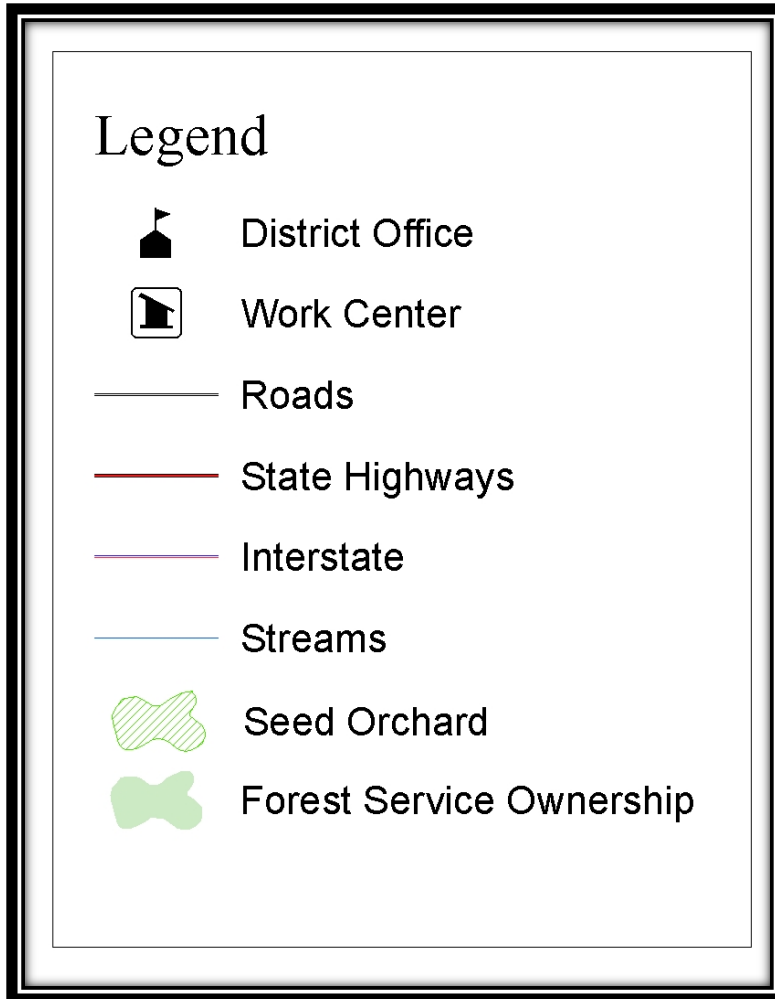 Legend
District Office
Work Center
Roads
State Highways
Interstate
Streams
Seed Orchard
Forest Service Ownership